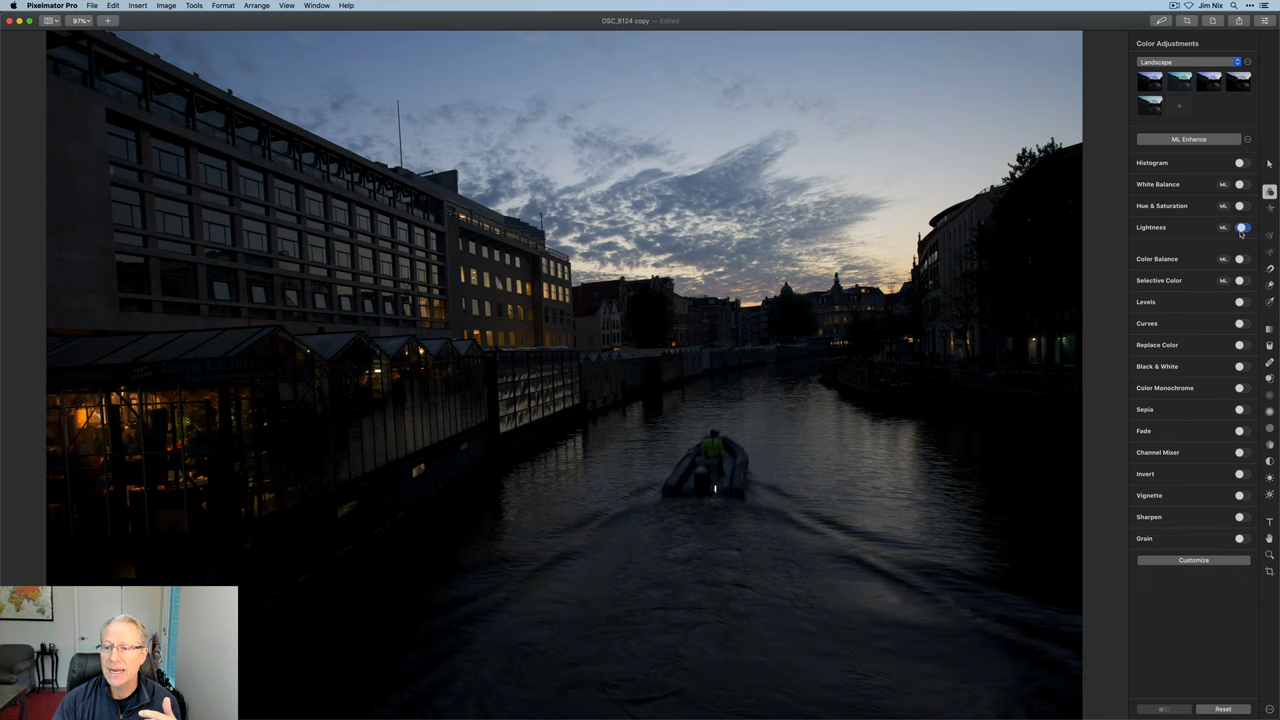 Pixelmator Pro File Edit Insert Image Tools Format Arrange View Window Help Jim Nix
97% DSC_8124 copy — Edited
Color Adjustments
Landscape
ML Enhance
Histogram
White Balance ML
Hue & Saturation ML
Lightness ML
Color Balance ML
Selective Color ML
Levels
Curves
Replace Color
Black & White
Color Monochrome
Sepia
Fade
Channel Mixer
Invert
Vignette
Sharpen
Grain
Customize
Reset